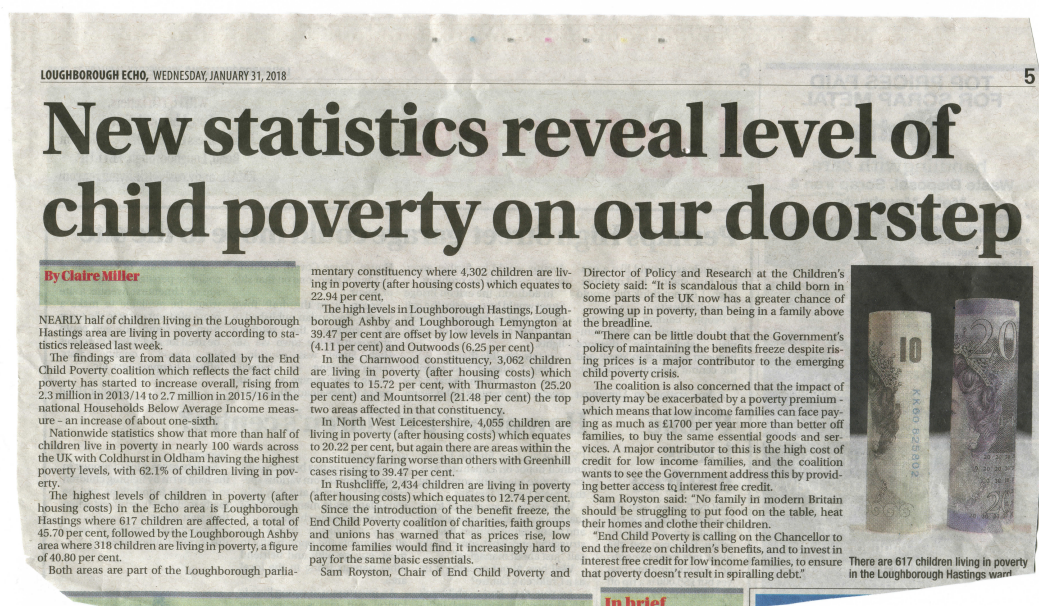 LOUGHBOROUGH ECHO, WEDNESDAY, JANUARY 31, 2018
5
New statistics reveal level of
child poverty on our doorstep
By Claire Miller
NEARLY half of children living in the Loughborough
Hastings area are living in poverty according to sta-
tistics released last week.
The findings are from data collated by the End
Child Poverty coalition which reflects the fact child
poverty has started to increase overall, rising from
2.3 million in 2013/14 to 2.7 million in 2015/16 in the
national Households Below Average Income meas-
ure – an increase of about one-sixth.
Nationwide statistics show that more than half of
children live in poverty in nearly 100 wards across
the UK with Coldhurst in Oldham having the highest
poverty levels, with 62.1% of children living in pov-
erty.
The highest levels of children in poverty (after
housing costs) in the Echo area is Loughborough
Hastings where 617 children are affected, a total of
45.70 per cent, followed by the Loughborough Ashby
area where 318 children are living in poverty, a figure
of 40.80 per cent.
Both areas are part of the Loughborough parlia-
mentary constituency where 4,302 children are liv-
ing in poverty (after housing costs) which equates to
22.94 per cent.
The high levels in Loughborough Hastings, Lough-
borough Ashby and Loughborough Lemyngton at
39.47 per cent are offset by low levels in Nanpantan
(4.11 per cent) and Outwoods (6.25 per cent)
In the Charnwood constituency, 3,062 children
are living in poverty (after housing costs) which
equates to 15.72 per cent, with Thurmaston (25.20
per cent) and Mountsorrel (21.48 per cent) the top
two areas affected in that constituency.
In North West Leicestershire, 4,055 children are
living in poverty (after housing costs) which equates
to 20.22 per cent, but again there are areas within the
constituency faring worse than others with Greenhill
cases rising to 39.47 per cent.
In Rushcliffe, 2,434 children are living in poverty
(after housing costs) which equates to 12.74 per cent.
Since the introduction of the benefit freeze, the
End Child Poverty coalition of charities, faith groups
and unions has warned that as prices rise, low
income families would find it increasingly hard to
pay for the same basic essentials.
Sam Royston, Chair of End Child Poverty and
Director of Policy and Research at the Children's
Society said: "It is scandalous that a child born in
some parts of the UK now has a greater chance of
growing up in poverty, than being in a family above
the breadline.
"'There can be little doubt that the Government's
policy of maintaining the benefits freeze despite ris-
ing prices is a major contributor to the emerging
child poverty crisis.
The coalition is also concerned that the impact of
poverty may be exacerbated by a poverty premium -
which means that low income families can face pay-
ing as much as £1700 per year more than better off
families, to buy the same essential goods and ser-
vices. A major contributor to this is the high cost of
credit for low income families, and the coalition
wants to see the Government address this by provid-
ing better access to interest free credit.
Sam Royston said: "No family in modern Britain
should be struggling to put food on the table, heat
their homes and clothe their children.
"End Child Poverty is calling on the Chancellor to
end the freeze on children's benefits, and to invest in
interest free credit for low income families, to ensure
that poverty doesn't result in spiralling debt."
10
20
There are 617 children living in poverty
in the Loughborough Hastings ward
In brief